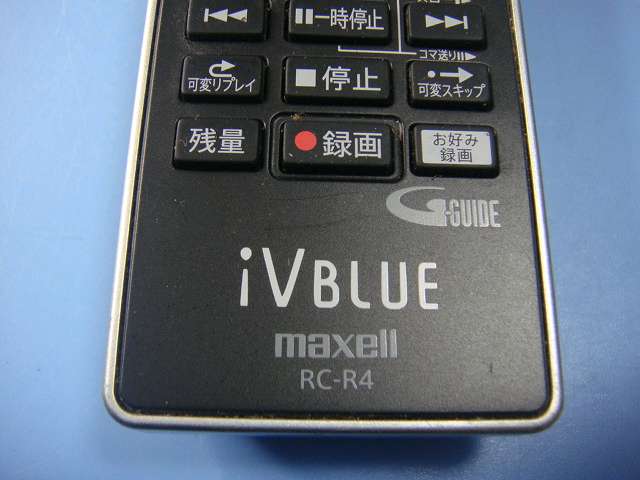 一時停止
コマ送り
可変リプレイ
停止
可変スキップ
残量
録画
お好み
録画
G-GUIDE
iVBLUE
maxell
RC-R4